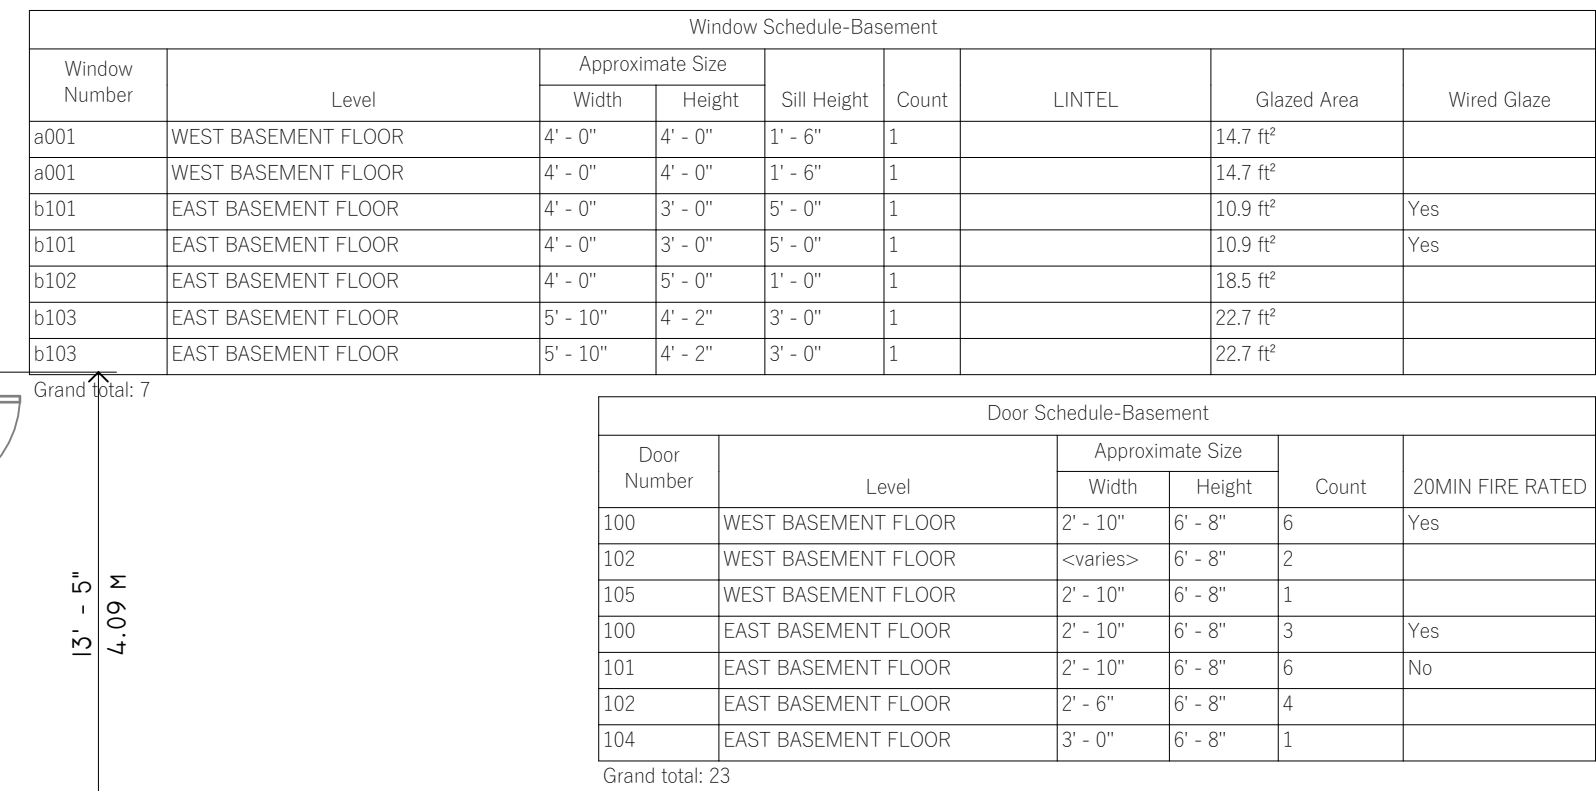 Window Schedule-Basement
Window Number Level Approximate Size Width Height Sill Height Count LINTEL Glazed Area Wired Glaze
a001 WEST BASEMENT FLOOR 4' - 0" 4' - 0" 1' - 6" 1 14.7 ft²
a001 WEST BASEMENT FLOOR 4' - 0" 4' - 0" 1' - 6" 1 14.7 ft²
b101 EAST BASEMENT FLOOR 4' - 0" 3' - 0" 5' - 0" 1 10.9 ft² Yes
b101 EAST BASEMENT FLOOR 4' - 0" 3' - 0" 5' - 0" 1 10.9 ft² Yes
b102 EAST BASEMENT FLOOR 4' - 0" 5' - 0" 1' - 0" 1 18.5 ft²
b103 EAST BASEMENT FLOOR 5' - 10" 4' - 2" 3' - 0" 1 22.7 ft²
b103 EAST BASEMENT FLOOR 5' - 10" 4' - 2" 3' - 0" 1 22.7 ft²
Grand total: 7
13' - 5"
4.09 M
Door Schedule-Basement
Door Number Level Approximate Size Width Height Count 20MIN FIRE RATED
100 WEST BASEMENT FLOOR 2' - 10" 6' - 8" 6 Yes
102 WEST BASEMENT FLOOR <varies> 6' - 8" 2
105 WEST BASEMENT FLOOR 2' - 10" 6' - 8" 1
100 EAST BASEMENT FLOOR 2' - 10" 6' - 8" 3 Yes
101 EAST BASEMENT FLOOR 2' - 10" 6' - 8" 6 No
102 EAST BASEMENT FLOOR 2' - 6" 6' - 8" 4
104 EAST BASEMENT FLOOR 3' - 0" 6' - 8" 1
Grand total: 23